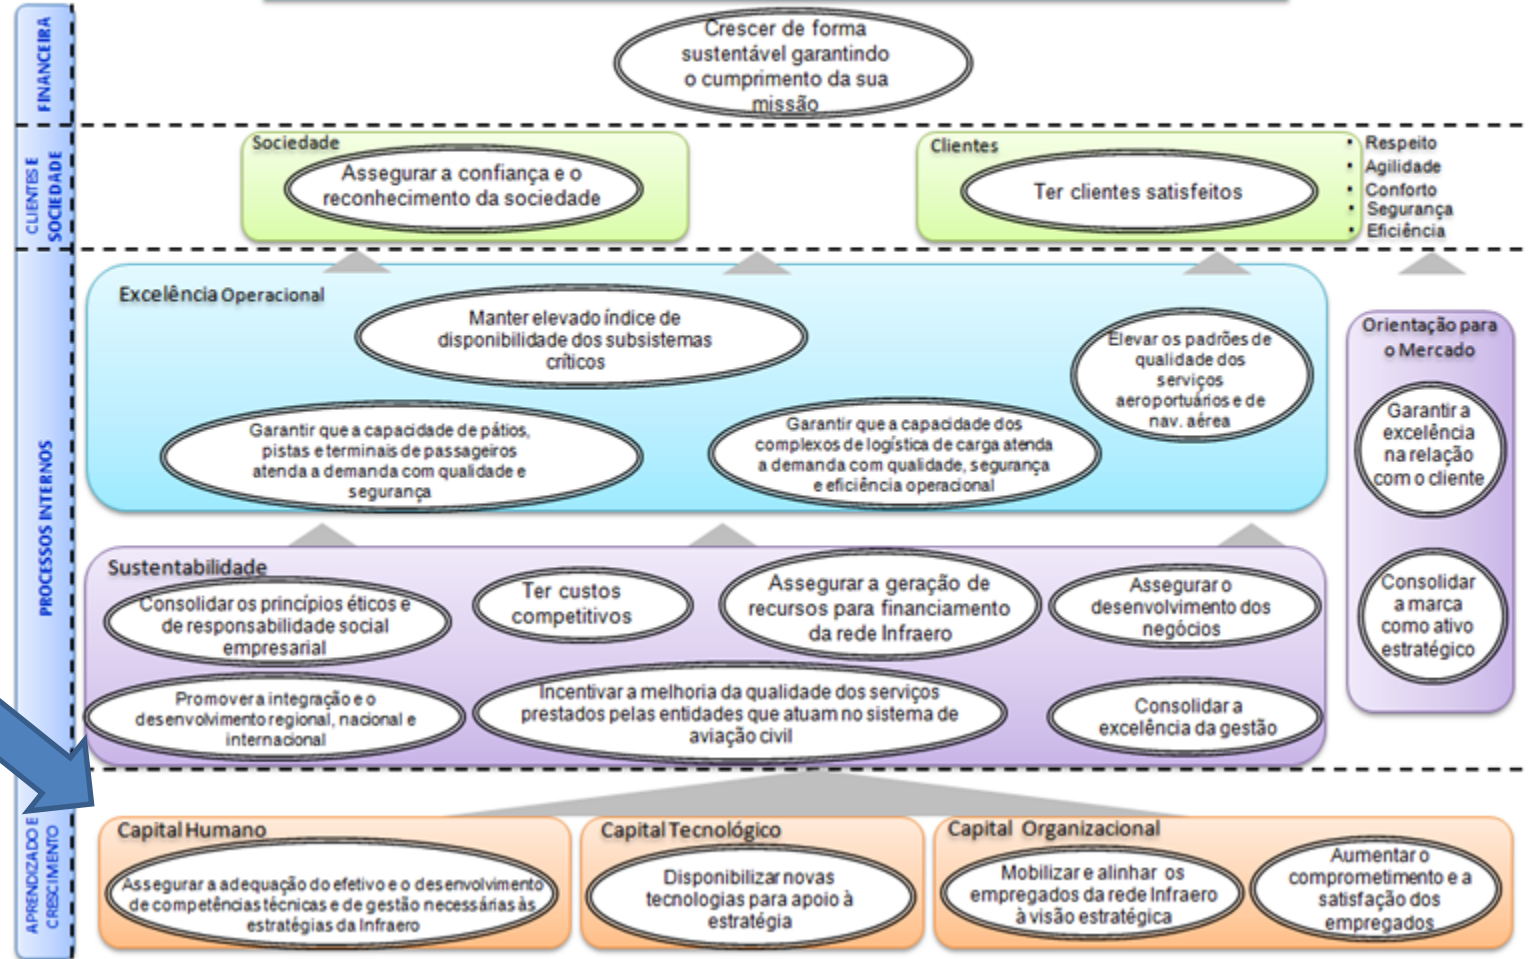 FINANCEIRA
Crescer de forma
sustentável garantindo
o cumprimento da sua
missão
CLIENTES E
SOCIEDADE
Sociedade
Assegurar a confiança e o
reconhecimento da sociedade
Clientes
Ter clientes satisfeitos
• Respeito
• Agilidade
• Conforto
• Segurança
• Eficiência
PROCESSOS INTERNOS
Excelência Operacional
Manter elevado índice de
disponibilidade dos subsistemas
críticos
Elevar os padrões de
qualidade dos
serviços
aeroportuários e de
nav. aérea
Garantir que a capacidade de pátios,
pistas e terminais de passageiros
atenda a demanda com qualidade e
segurança
Garantir que a capacidade dos
complexos de logística de carga atenda
a demanda com qualidade, segurança
e eficiência operacional
Orientação para
o Mercado
Garantir a
excelência
na relação
com o cliente
Consolidar
a marca
como ativo
estratégico
Sustentabilidade
Consolidar os princípios éticos e
de responsabilidade social
empresarial
Ter custos
competitivos
Assegurar a geração de
recursos para financiamento
da rede Infraero
Assegurar o
desenvolvimento dos
negócios
Promover a integração e o
desenvolvimento regional, nacional e
internacional
Incentivar a melhoria da qualidade dos serviços
prestados pelas entidades que atuam no sistema de
aviação civil
Consolidar a
excelência da gestão
APRENDIZADO E
CRESCIMENTO
Capital Humano
Assegurar a adequação do efetivo e o desenvolvimento
de competências técnicas e de gestão necessárias às
estratégias da Infraero
Capital Tecnológico
Disponibilizar novas
tecnologias para apoio à
estratégia
Capital Organizacional
Mobilizar e alinhar os
empregados da rede Infraero
à visão estratégica
Aumentar o
comprometimento e a
satisfação dos
empregados